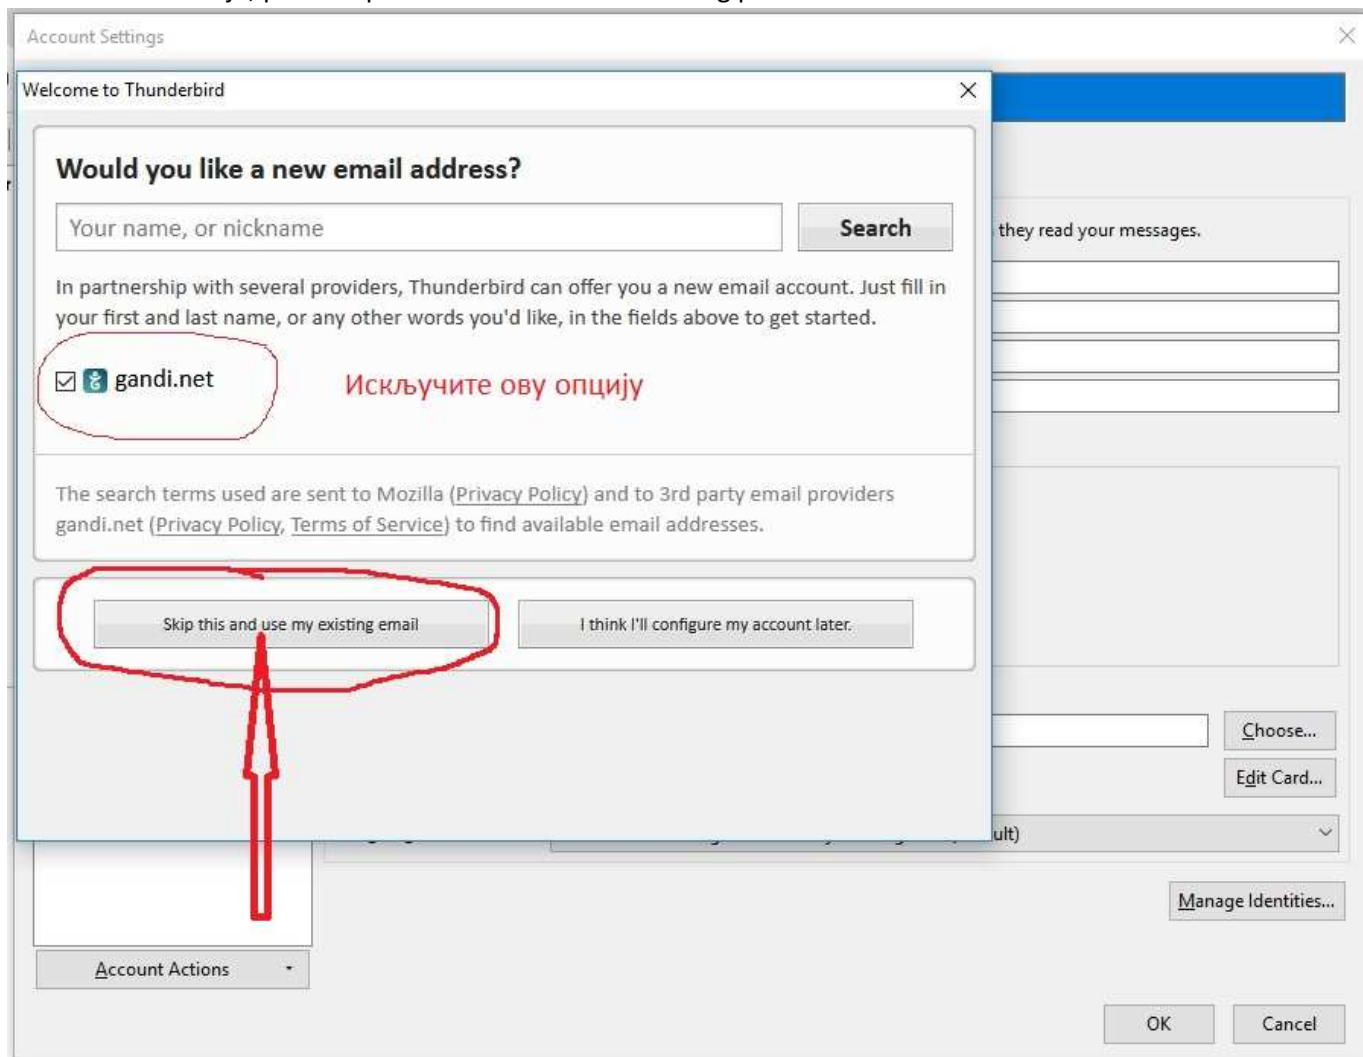 Account Settings
Welcome to Thunderbird
Would you like a new email address?
Your name, or nickname
Search
they read your messages.
In partnership with several providers, Thunderbird can offer you a new email account. Just fill in
your first and last name, or any other words you'd like, in the fields above to get started.
gandi.net
Искључите ову опцију
The search terms used are sent to Mozilla (Privacy Policy) and to 3rd party email providers
gandi.net (Privacy Policy, Terms of Service) to find available email addresses.
Skip this and use my existing email
I think I'll configure my account later.
Choose...
Edit Card...
ult)
Manage Identities...
Account Actions
OK
Cancel